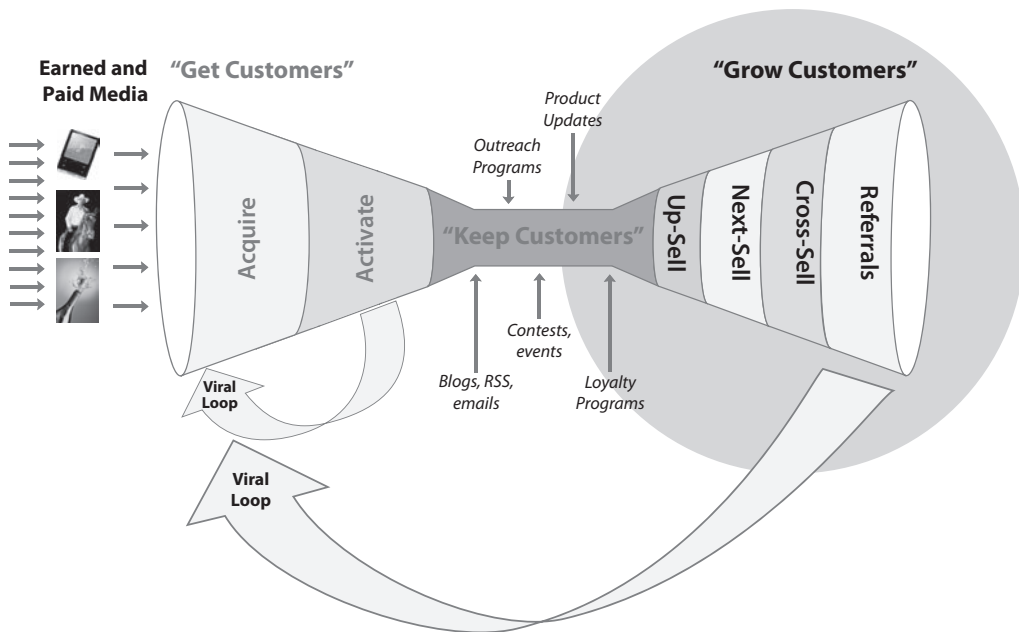 Earned and
Paid Media
“Get Customers”
“Grow Customers”
Product
Updates
Outreach
Programs
Acquire
Activate
“Keep Customers”
Up-Sell
Next-Sell
Cross-Sell
Referrals
Contests,
events
Blogs, RSS,
emails
Loyalty
Programs
Viral
Loop
Viral
Loop